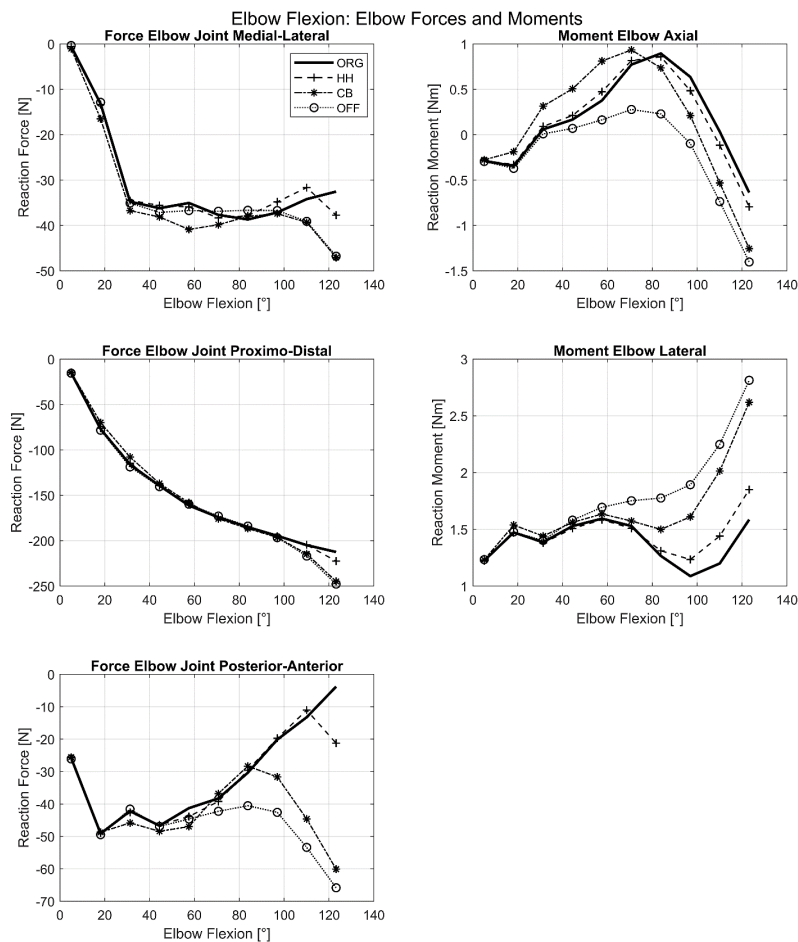 Elbow Flexion: Elbow Forces and Moments
Force Elbow Joint Medial-Lateral
Reaction Force [N]
0
-10
-20
-30
-40
-50
0 20 40 60 80 100 120 140
Elbow Flexion [°]
ORG
HH
CB
OFF
Moment Elbow Axial
Reaction Moment [Nm]
1
0.5
0
-0.5
-1
-1.5
0 20 40 60 80 100 120 140
Elbow Flexion [°]
Force Elbow Joint Proximo-Distal
Reaction Force [N]
0
-50
-100
-150
-200
-250
0 20 40 60 80 100 120 140
Elbow Flexion [°]
Moment Elbow Lateral
Reaction Moment [Nm]
3
2.5
2
1.5
1
0 20 40 60 80 100 120 140
Elbow Flexion [°]
Force Elbow Joint Posterior-Anterior
Reaction Force [N]
0
-10
-20
-30
-40
-50
-60
-70
0 20 40 60 80 100 120 140
Elbow Flexion [°]